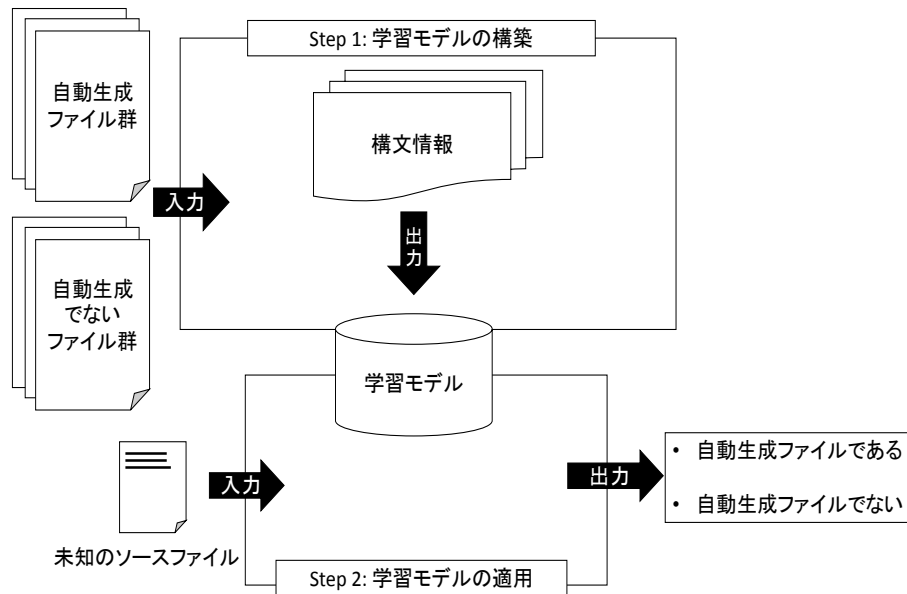 Step 1: 学習モデルの構築
自動生成
ファイル群
構文情報
入力
出
力
自動生成
でない
ファイル群
学習モデル
• 自動生成ファイルである
• 自動生成ファイルでない
入力
出力
未知のソースファイル
Step 2: 学習モデルの適用